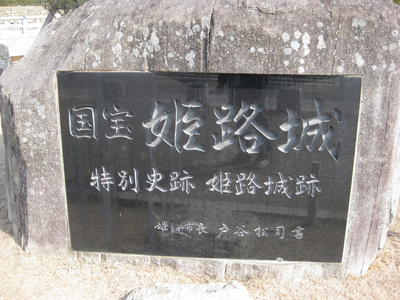 国宝 姫路城
特別史跡 姫路城跡
姫路市長 戸谷松司書